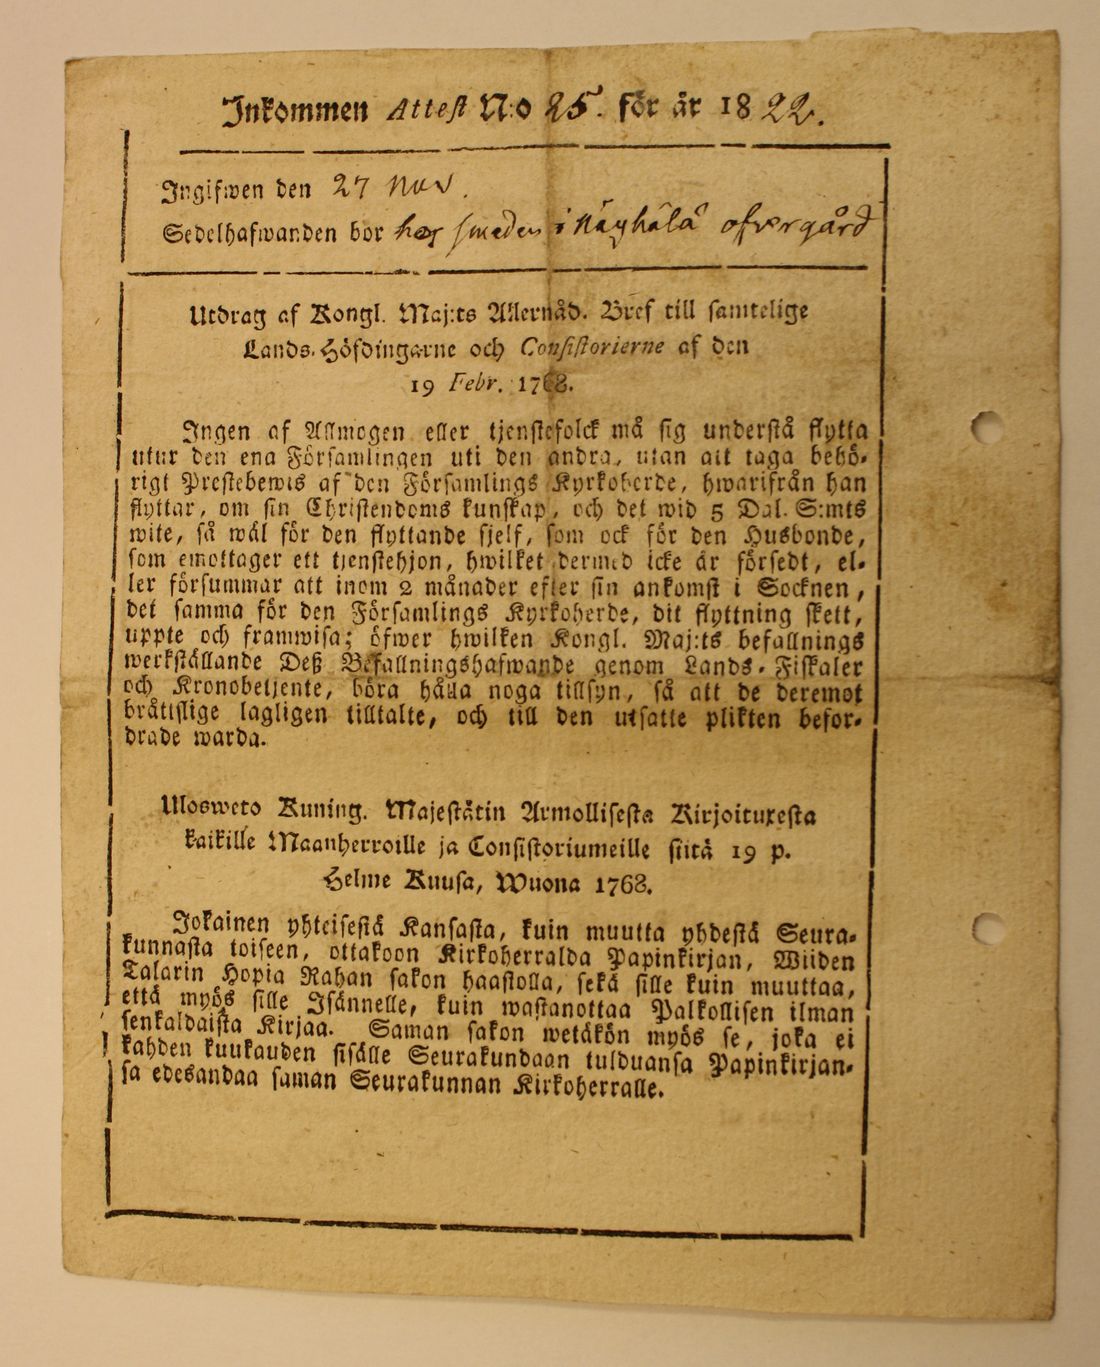 Inkommen Attest N:o 25. för år 1822.
Ingifwen den 27 Nov.
Sedelhafwanden bor hos smeden i öfvergård
Utdrag af Kongl. Maj:ts Allernåd. Bref till samtelige
Lands-Höfdingarne och Consistorierne af den
19 Febr. 1768.
Ingen af Allmogen eller tjenstefolck må sig understå flytta
utur den ena Församlingen uti den andra, utan att taga behö-
rigt Prestebewis af den Församlings Kyrkoherde, hwarifrån han
flyttar, om sin Christendoms kunskap, och det wid 5 Dal. S:mts
wite, så wäl för den flyttande sjelf, som ock för den Husbonde,
som emottager ett tjenstehjon, hwilket dermed icke är försedt, el-
ler försummar att inom 2 månader efter sin ankomst i Socknen,
det samma för den Församlings Kyrkoherde, dit flyttning skett,
uppte och framwisa; öfwer hwilken Kongl. Maj:ts befallnings
werkställande Deß Befallningshafwande genom Lands-Fiskaler
och Kronobetjente, böra hålla noga tillsyn, så att de deremot
bråttslige lagligen tilltalte, och till den utsatte plikten befor-
drade warda.
Ulosweto Kuning. Majestätin Armollisesta Kirjoituxesta
kaikille Maanherroille ja Consistoriumeille siitä 19 p.
Helme Kuusa, Wuona 1768.
Jokainen yhteisestä Kansasta, kuin muutta yhdestä Seura-
kunnasta toiseen, ottakoon Kirkoherralda Papinkirjan, Wiiden
Talarin Hopia Rahan sakon haastolla, sekä sille kuin muuttaa,
että myös sille Isännelle, kuin wastanottaa Palkollisen ilman
senkaldaista Kirjaa. Saman sakon wetäkön myös se, joka ei
kahden kuukauden sisälle Seurakundaan tulduansa Papinkirjan-
sa edesandaa saman Seurakunnan Kirkoherralle.